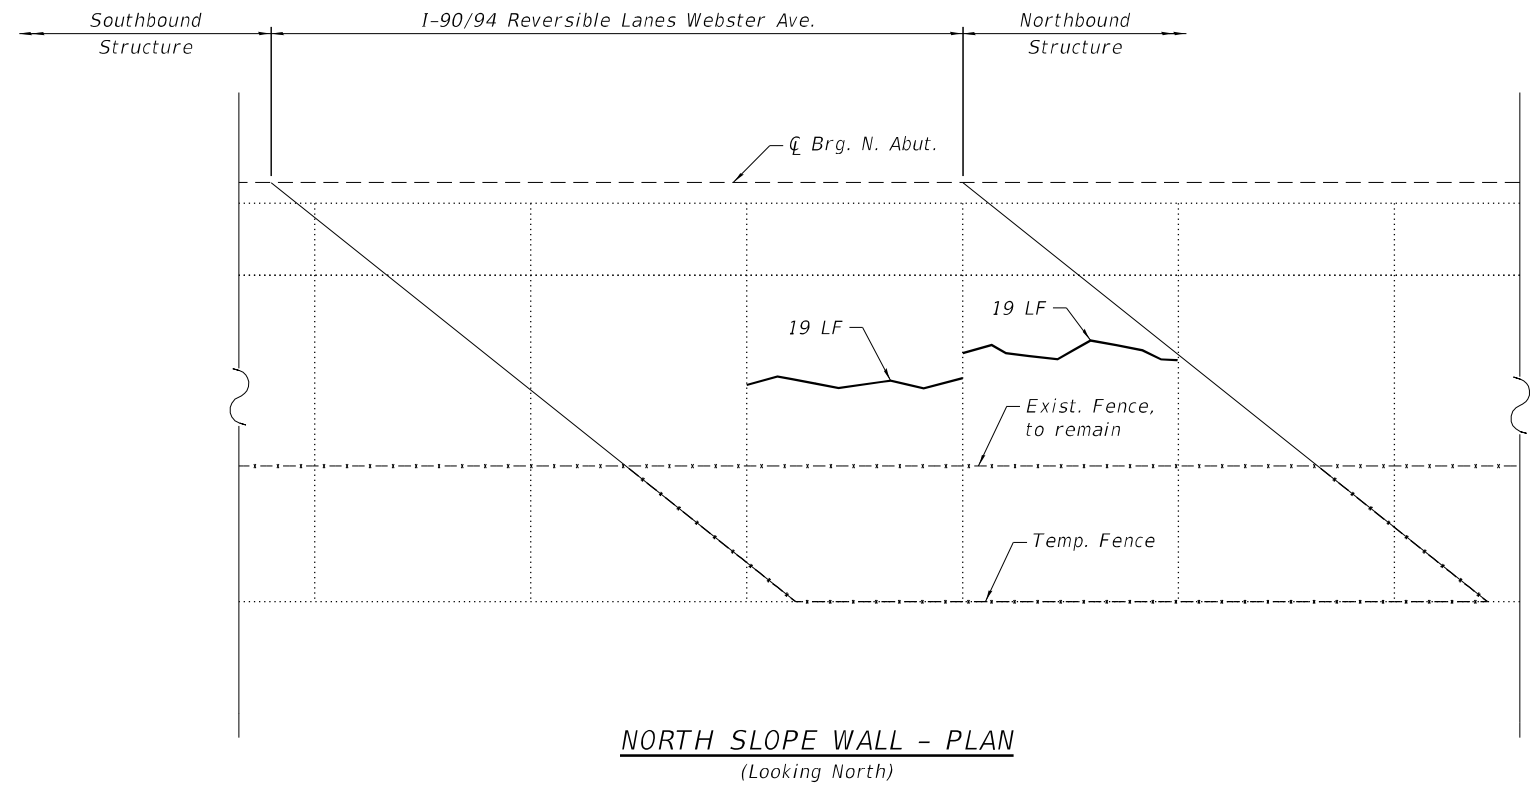 Southbound
Structure
I-90/94 Reversible Lanes Webster Ave.
Northbound
Structure
℄ Brg. N. Abut.
19 LF
19 LF
Exist. Fence,
to remain
Temp. Fence
NORTH SLOPE WALL - PLAN
(Looking North)